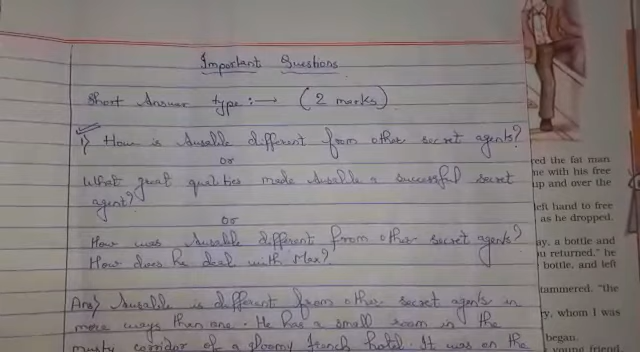 Important Questions
Short Answer type :→ (2 marks)
1) How is Ausable different from other secret agents?
or
What great qualities made Ausable a successful secret
agent?
or
How was Ausable different from other secret agents?
How does he deal with Max?
Ans) Ausable is different from other secret agents in
more ways than one. He has a small room in the
musty corridor of a gloomy french hotel. It was on the
red the fat man
me with his free
up and over the
left hand to free
as he dropped.
ay, a bottle and
ou returned," he
bottle, and left
tammered, "the
ry, whom I was
began.
young friend